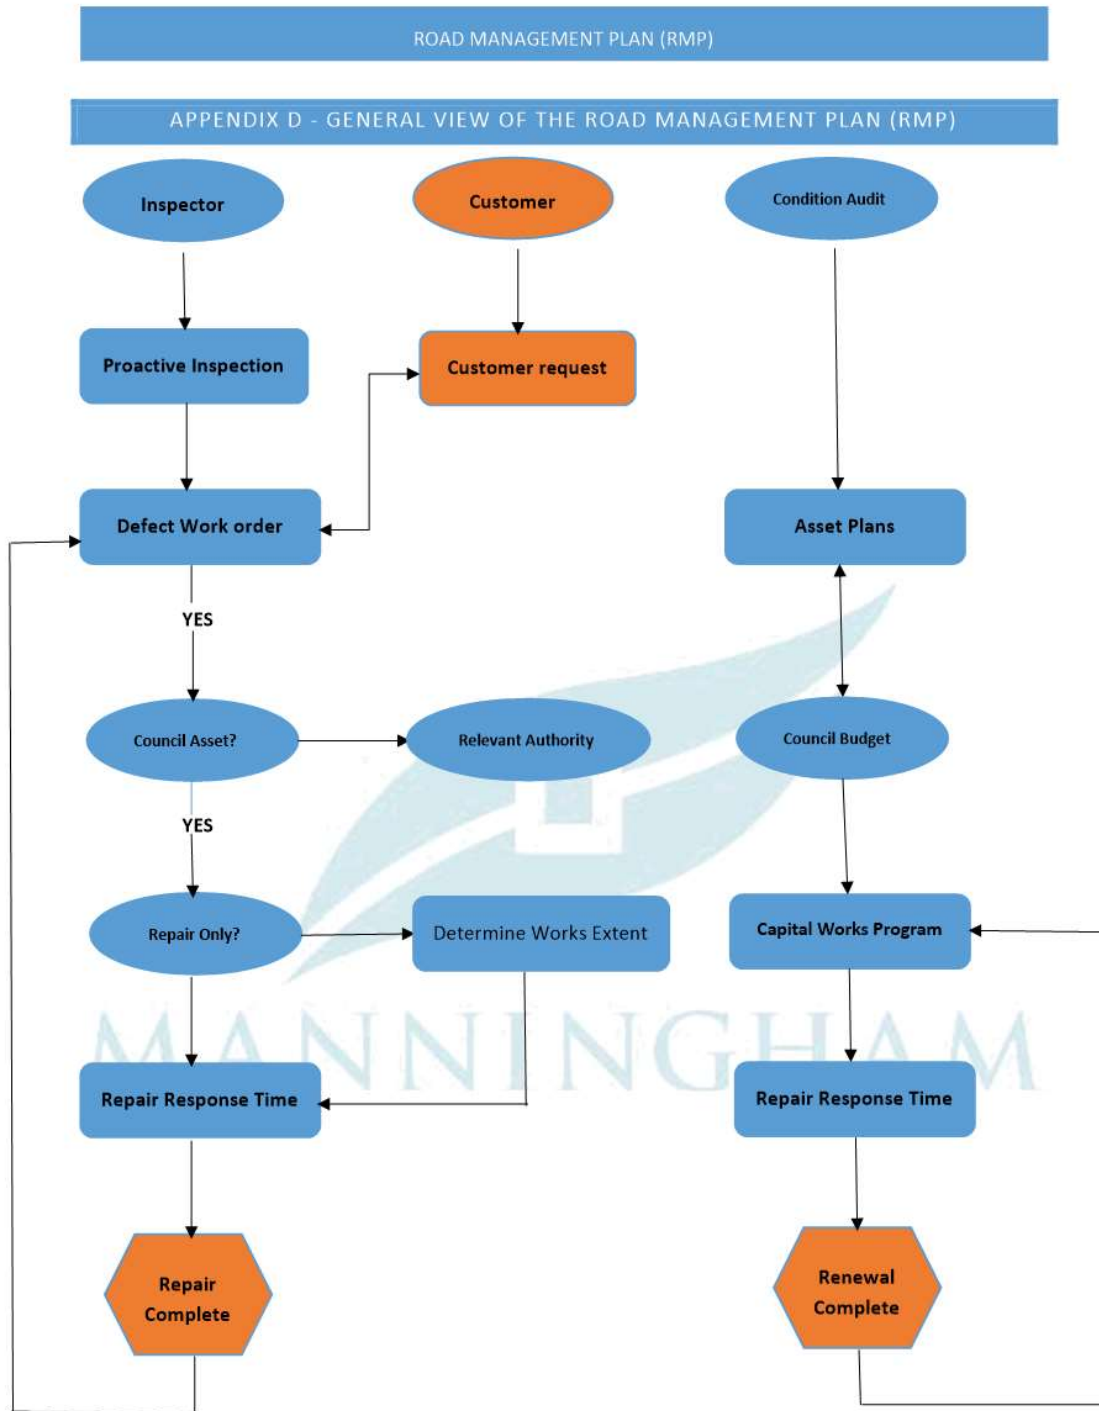 ROAD MANAGEMENT PLAN (RMP)
APPENDIX D - GENERAL VIEW OF THE ROAD MANAGEMENT PLAN (RMP)
Inspector
Customer
Condition Audit
Proactive Inspection
Customer request
Defect Work order
Asset Plans
YES
Council Asset?
Relevant Authority
Council Budget
YES
Repair Only?
Determine Works Extent
Capital Works Program
MANNINGHAM
Repair Response Time
Repair Response Time
Repair
Complete
Renewal
Complete